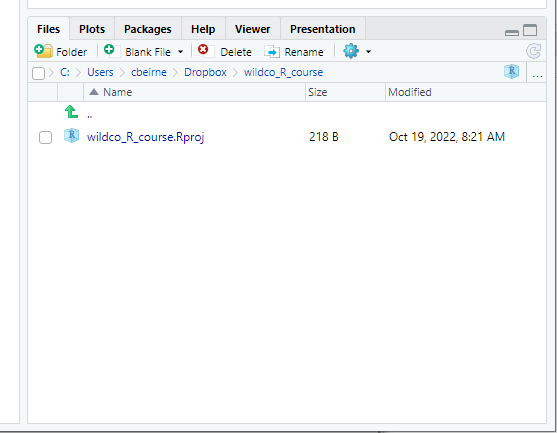 Files Plots Packages Help Viewer Presentation
Folder Blank File Delete Rename
C: Users cbeirne Dropbox wildco_R_course R ...
Name Size Modified
..
R wildco_R_course.Rproj 218 B Oct 19, 2022, 8:21 AM